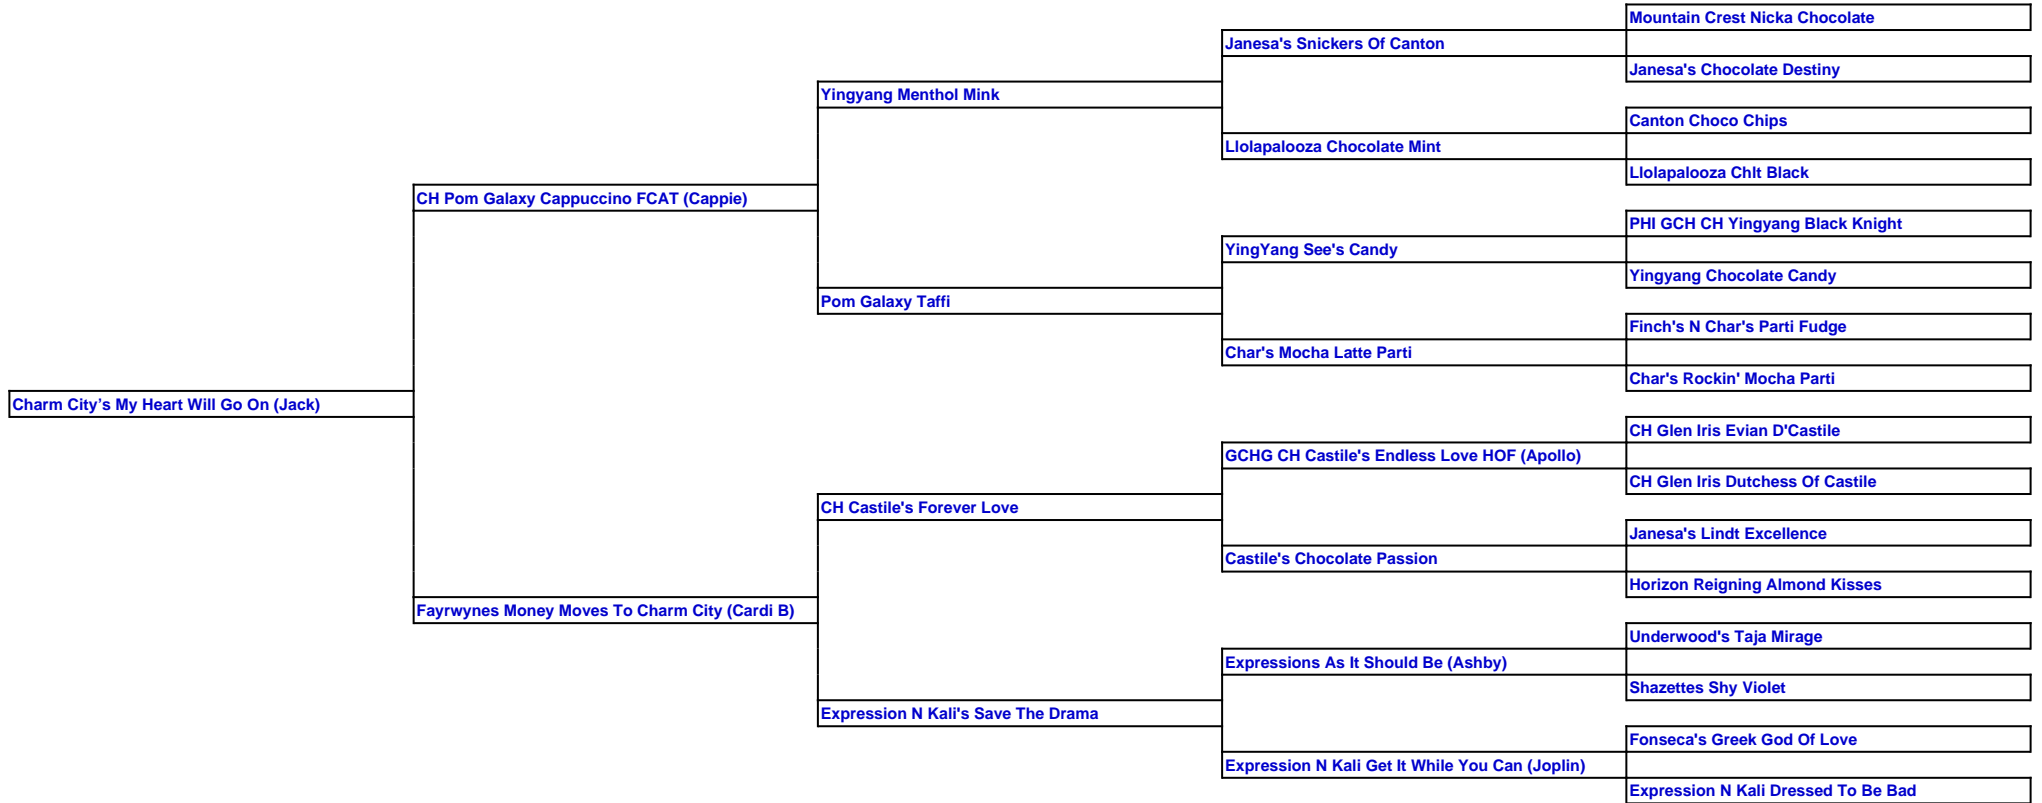 Mountain Crest Nicka Chocolate
Janesa's Snickers Of Canton
Janesa's Chocolate Destiny
Yingyang Menthol Mink
Canton Choco Chips
Llolapalooza Chocolate Mint
Llolapalooza Chlt Black
CH Pom Galaxy Cappuccino FCAT (Cappie)
PHI GCH CH Yingyang Black Knight
YingYang See's Candy
Yingyang Chocolate Candy
Pom Galaxy Taffi
Finch's N Char's Parti Fudge
Char's Mocha Latte Parti
Char's Rockin' Mocha Parti
Charm City’s My Heart Will Go On (Jack)
CH Glen Iris Evian D'Castile
GCHG CH Castile's Endless Love HOF (Apollo)
CH Glen Iris Dutchess Of Castile
CH Castile's Forever Love
Janesa's Lindt Excellence
Castile's Chocolate Passion
Horizon Reigning Almond Kisses
Fayrwynes Money Moves To Charm City (Cardi B)
Underwood's Taja Mirage
Expressions As It Should Be (Ashby)
Shazettes Shy Violet
Expression N Kali's Save The Drama
Fonseca's Greek God Of Love
Expression N Kali Get It While You Can (Joplin)
Expression N Kali Dressed To Be Bad